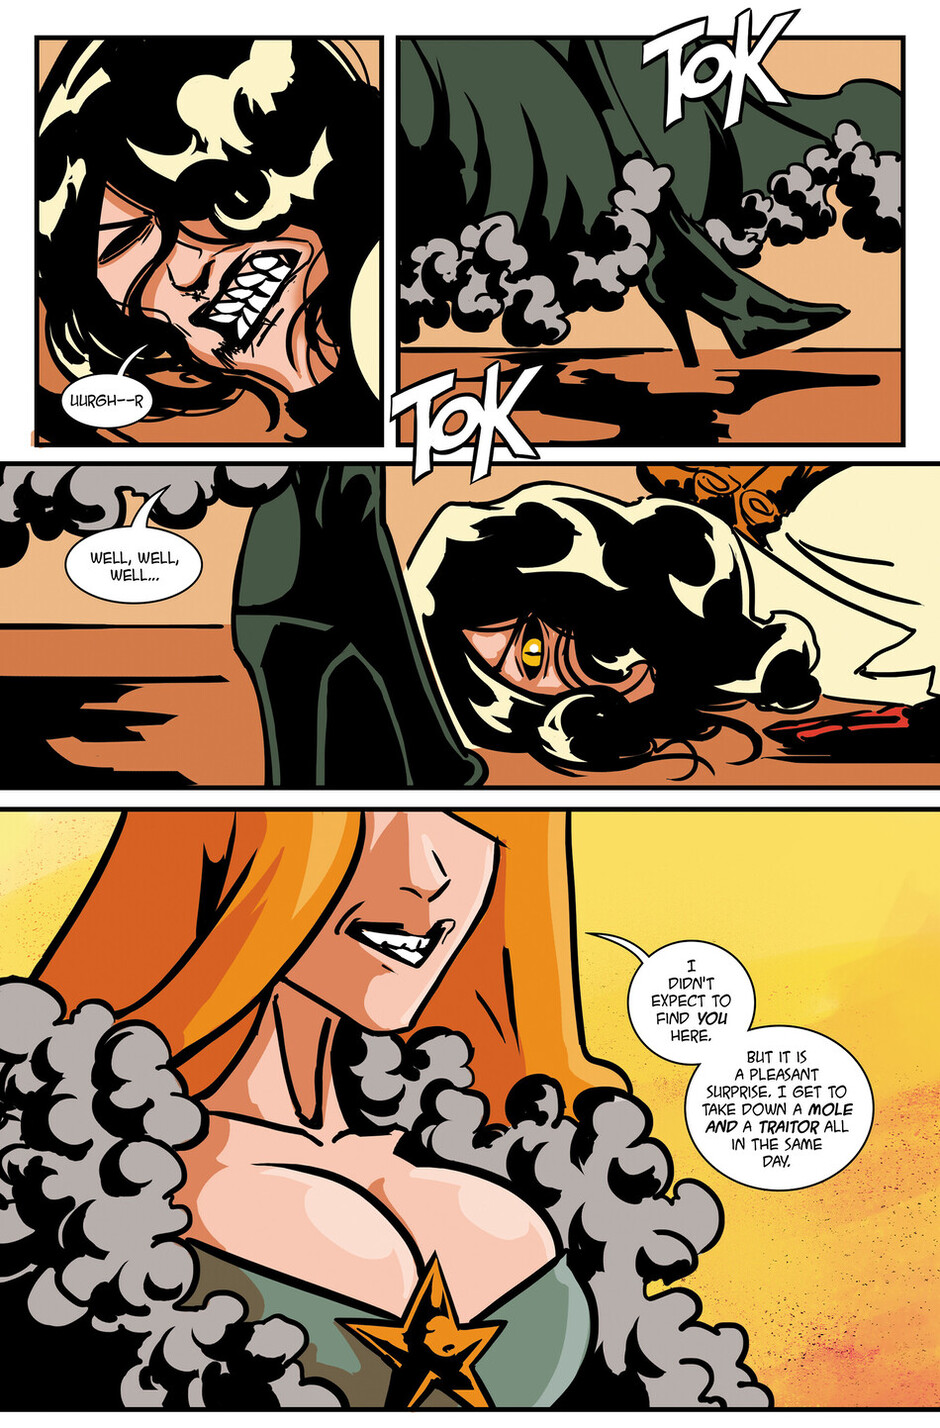 UURGH--R
TOK
TOK
WELL, WELL,
WELL...
I
DIDN'T
EXPECT TO
FIND YOU
HERE.
BUT IT IS
A PLEASANT
SURPRISE. I GET TO
TAKE DOWN A MOLE
AND A TRAITOR ALL
IN THE SAME
DAY.